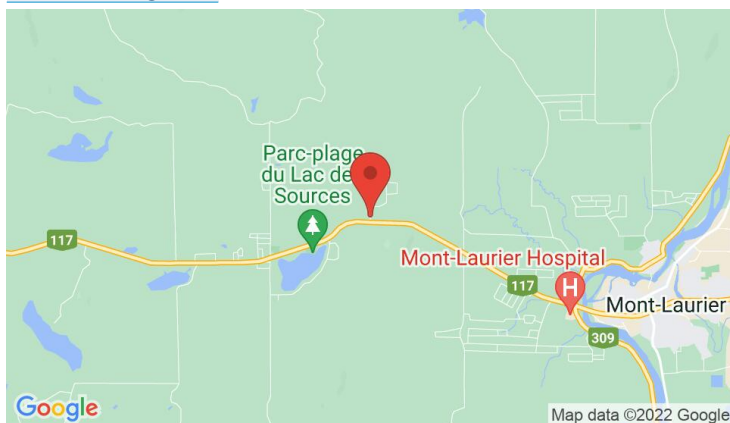 Parc-plage
du Lac des
Sources
117
Mont-Laurier Hospital
H
117
Mont-Laurier
309
Google
Map data ©2022 Google